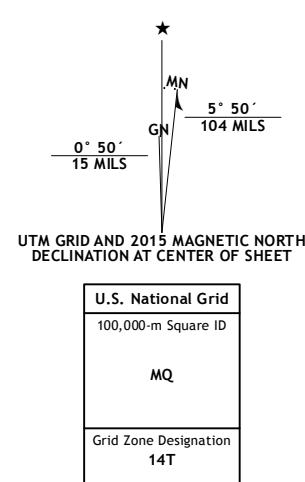 ★
MN
GN
5° 50´
104 MILS
0° 50´
15 MILS
UTM GRID AND 2015 MAGNETIC NORTH
DECLINATION AT CENTER OF SHEET
U.S. National Grid
100,000-m Square ID
MQ
Grid Zone Designation
14T